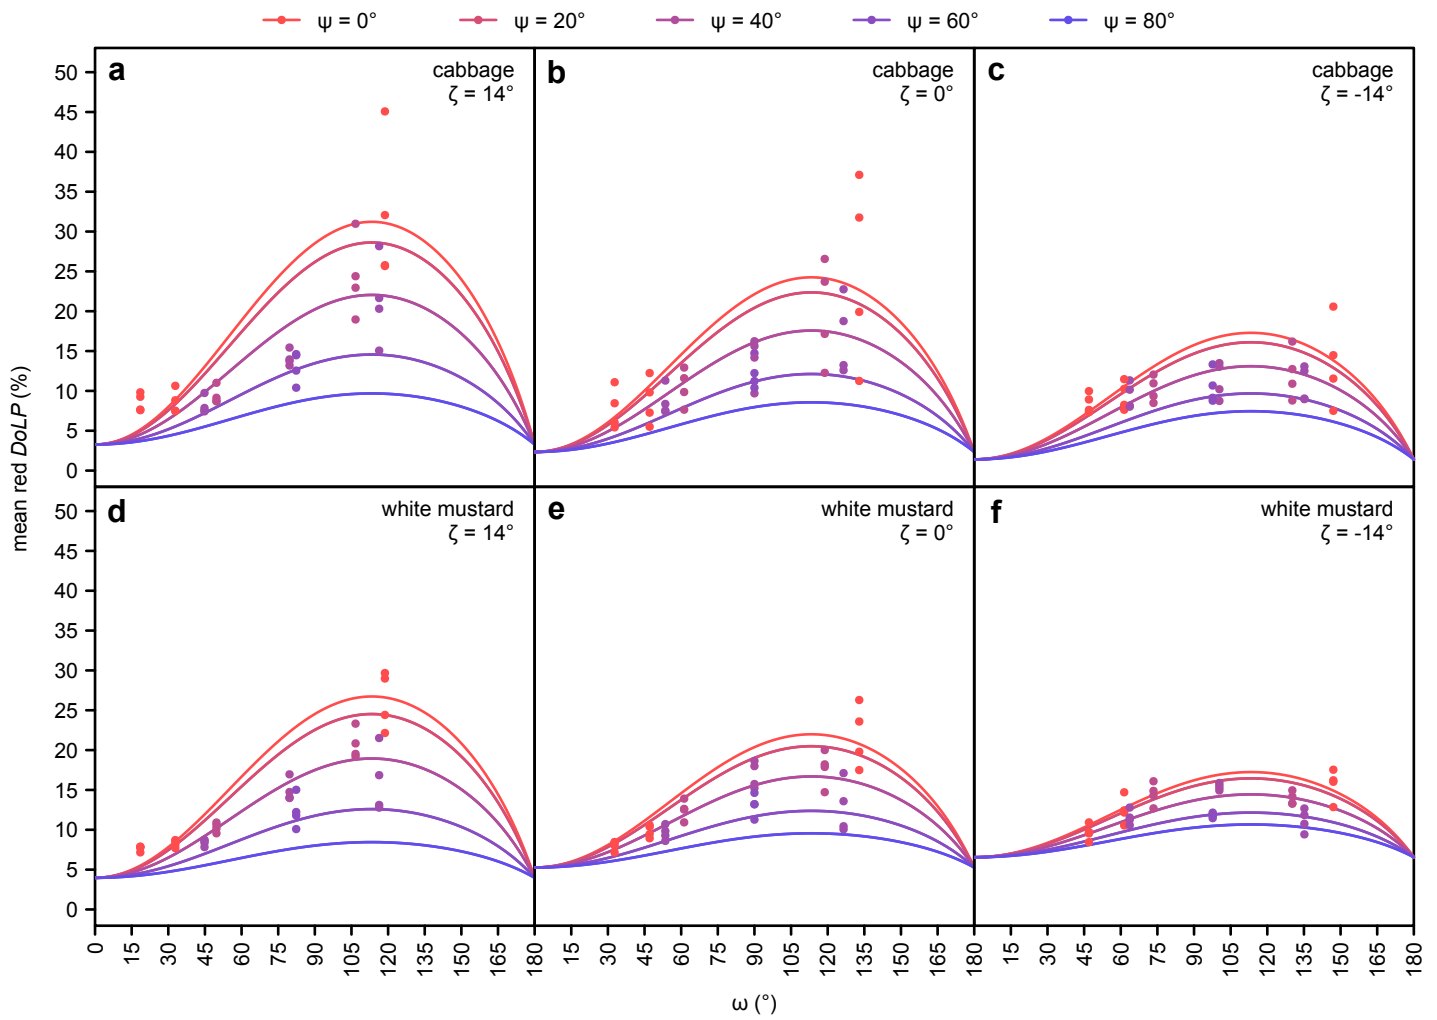 ψ = 0° ψ = 20° ψ = 40° ψ = 60° ψ = 80°
a cabbage
ζ = 14°
b cabbage
ζ = 0°
c cabbage
ζ = -14°
50
45
40
35
30
25
20
15
10
5
0
mean red DoLP (%)
d white mustard
ζ = 14°
e white mustard
ζ = 0°
f white mustard
ζ = -14°
50
45
40
35
30
25
20
15
10
5
0
0 15 30 45 60 75 90 105 120 135 150 165 180 15 30 45 60 75 90 105 120 135 150 165 180 15 30 45 60 75 90 105 120 135 150 165 180
ω (°)